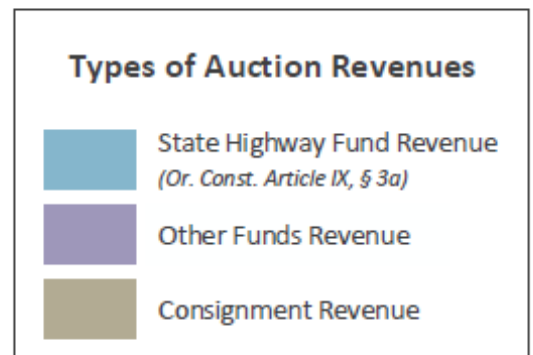 Types of Auction Revenues
State Highway Fund Revenue
(Or. Const. Article IX, § 3a)
Other Funds Revenue
Consignment Revenue